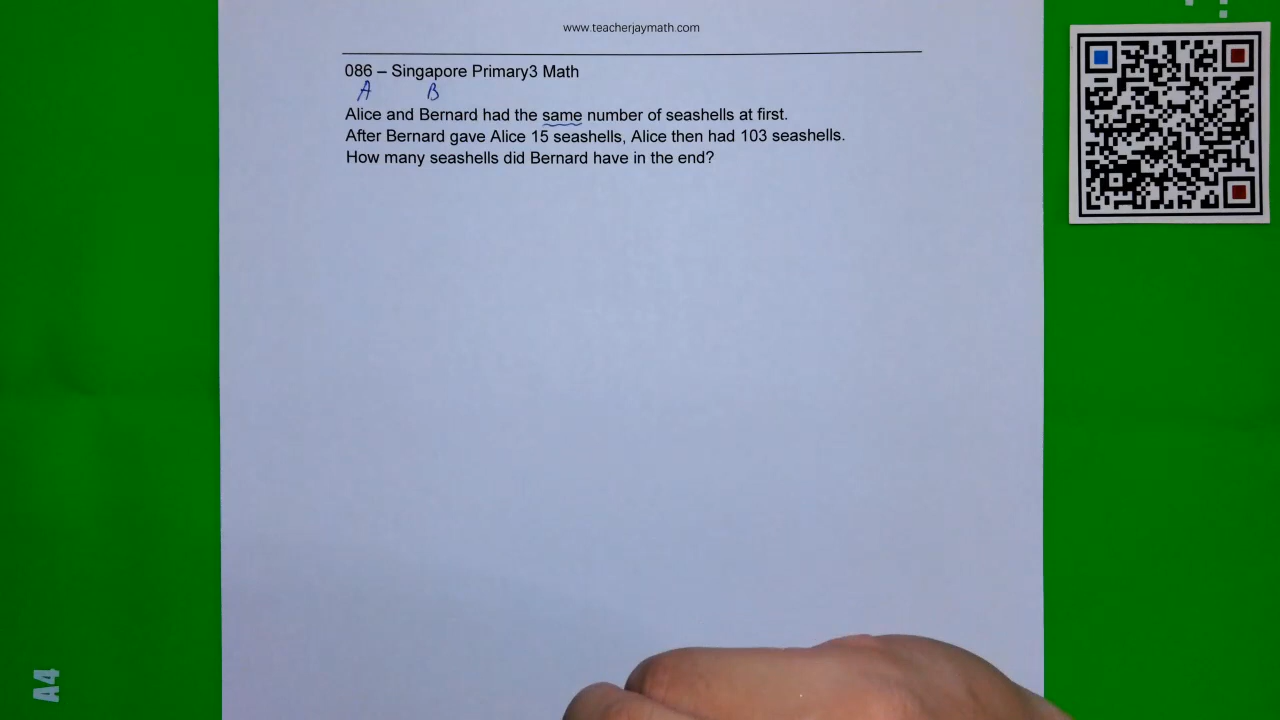 www.teacherjaymath.com
086 – Singapore Primary3 Math
A B
Alice and Bernard had the same number of seashells at first.
After Bernard gave Alice 15 seashells, Alice then had 103 seashells.
How many seashells did Bernard have in the end?
A4